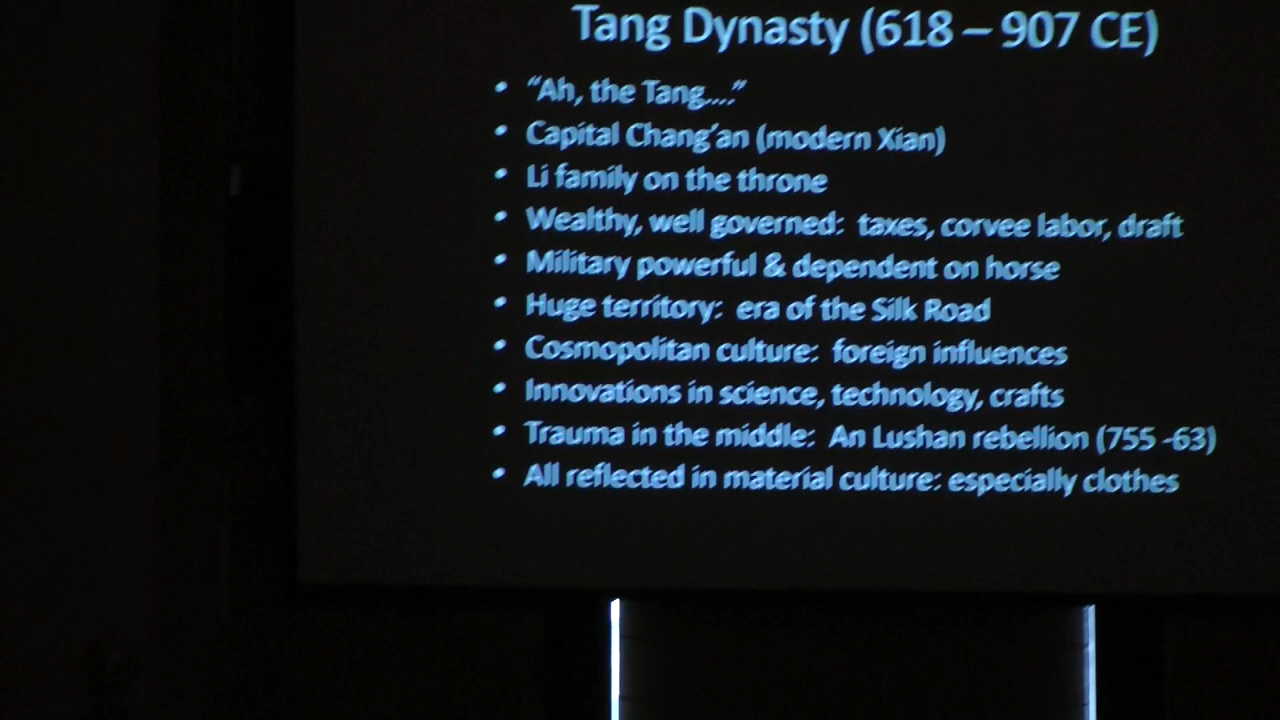 Tang Dynasty (618 – 907 CE)
• “Ah, the Tang....”
• Capital Chang’an (modern Xian)
• Li family on the throne
• Wealthy, well governed: taxes, corvee labor, draft
• Military powerful & dependent on horse
• Huge territory: era of the Silk Road
• Cosmopolitan culture: foreign influences
• Innovations in science, technology, crafts
• Trauma in the middle: An Lushan rebellion (755 -63)
• All reflected in material culture: especially clothes